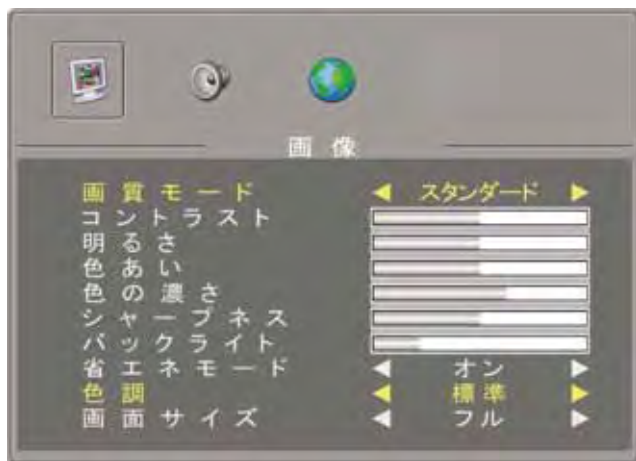 画像
画質モード ◀ スタンダード ▶
コントラスト
明るさ
色あい
色の濃さ
シャープネス
バックライト
省エネモード ◀ オン ▶
色調 ◀ 標準 ▶
画面サイズ ◀ フル ▶